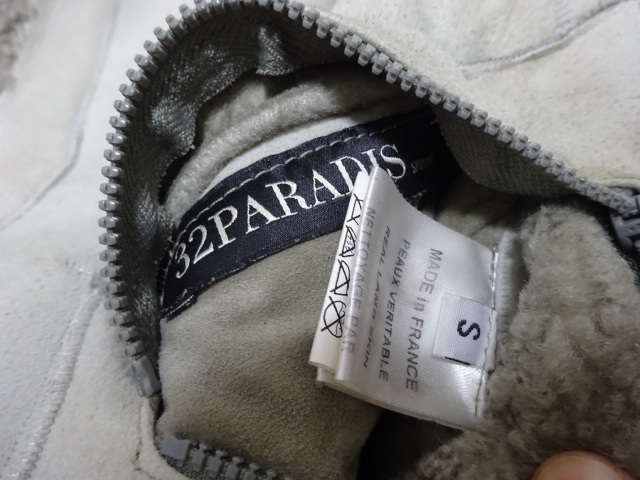 32PARADIS
S
MADE in FRANCE
PEAUX VERITABLE
REAL LAMB SKIN
NETTOYAGE PAR